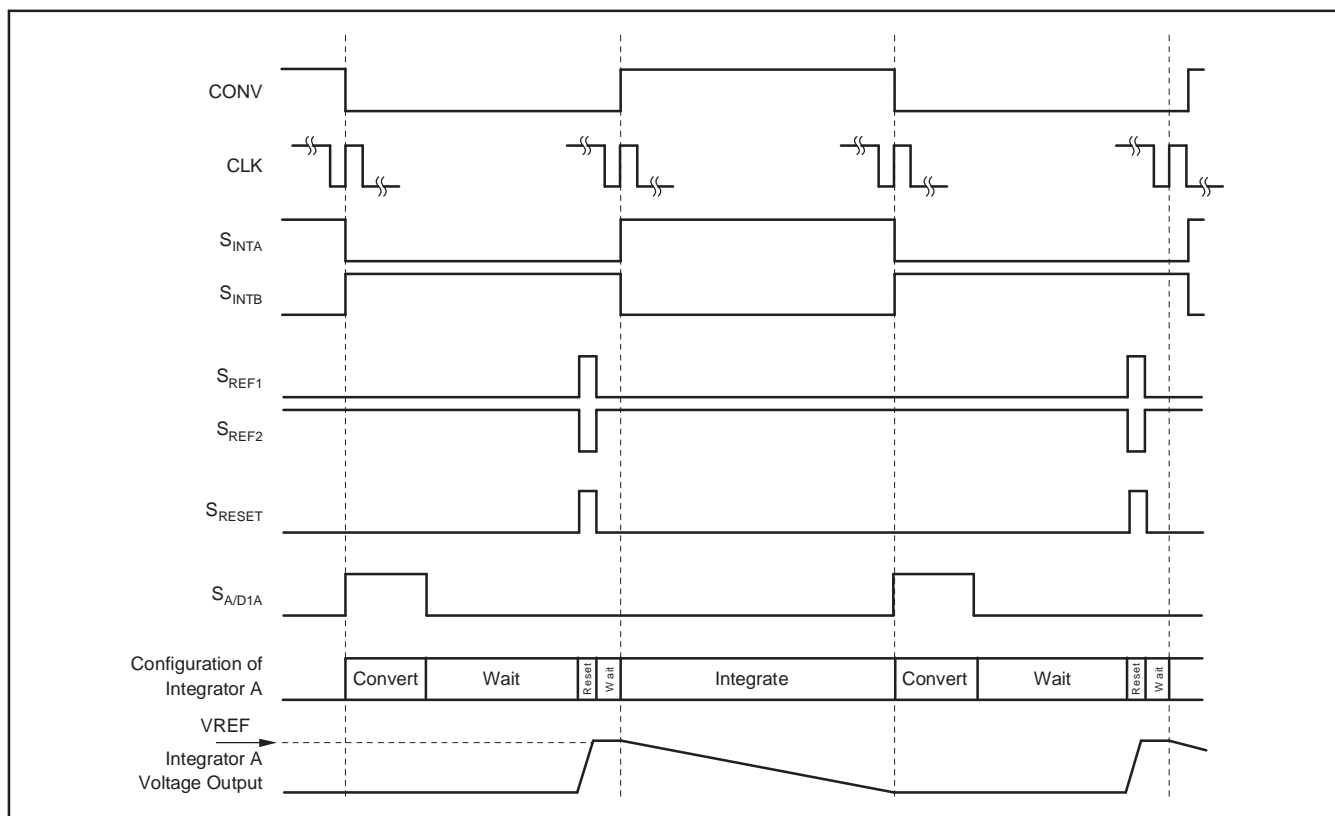 CONV
CLK
SINTA
SINTB
SREF1
SREF2
SRESET
SA/D1A
Configuration of
Integrator A
Convert
Wait
Reset
Wait
Integrate
Convert
Wait
Reset
Wait
VREF
Integrator A
Voltage Output